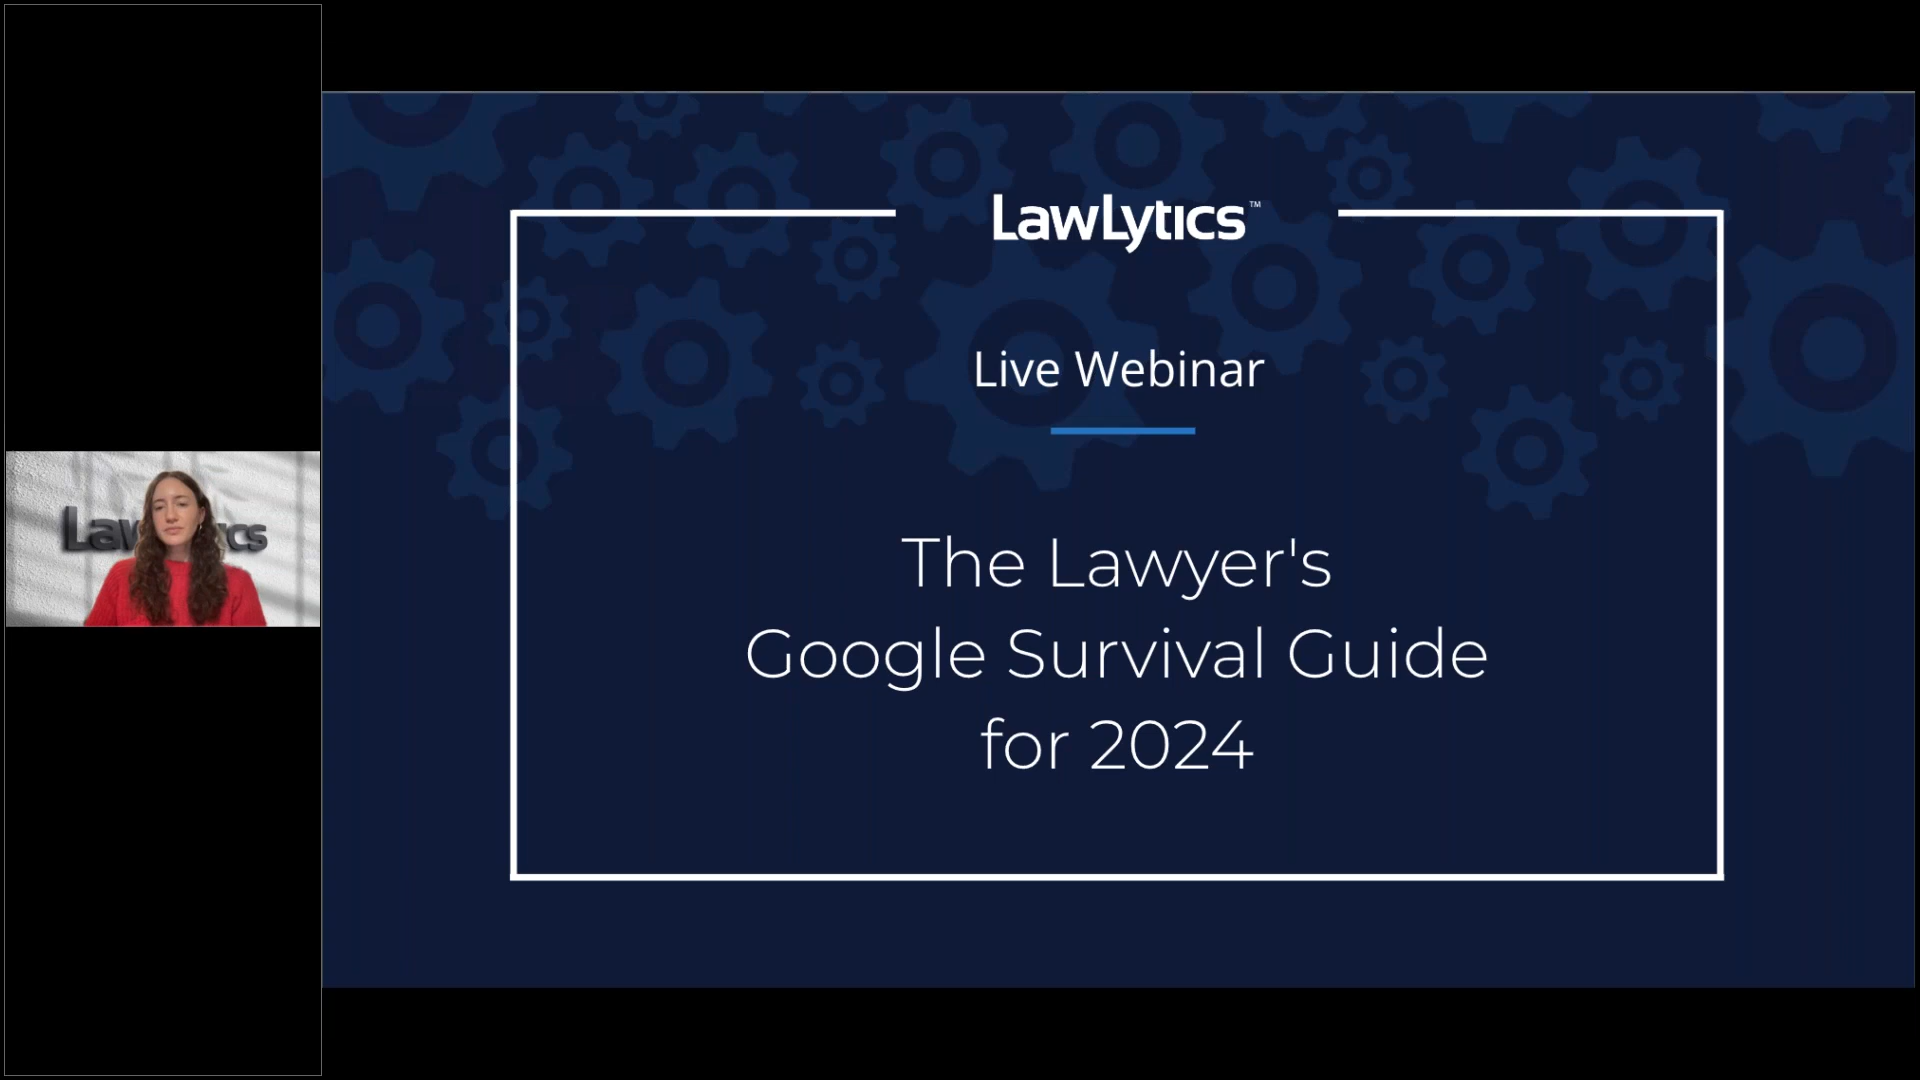 LawLytics™
Live Webinar
The Lawyer's
Google Survival Guide
for 2024